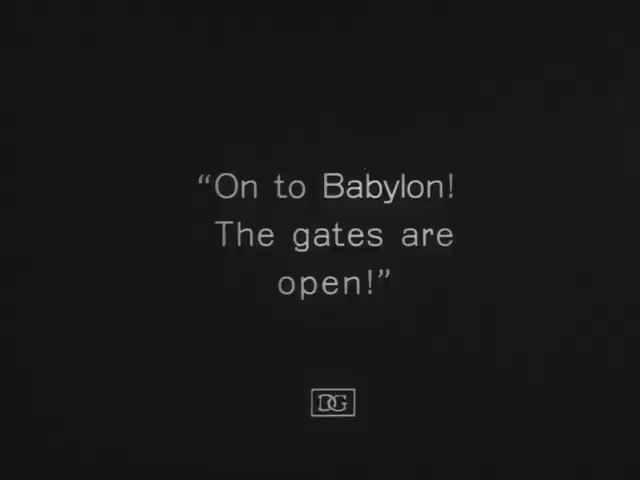 “On to Babylon!
The gates are
open!”
DG